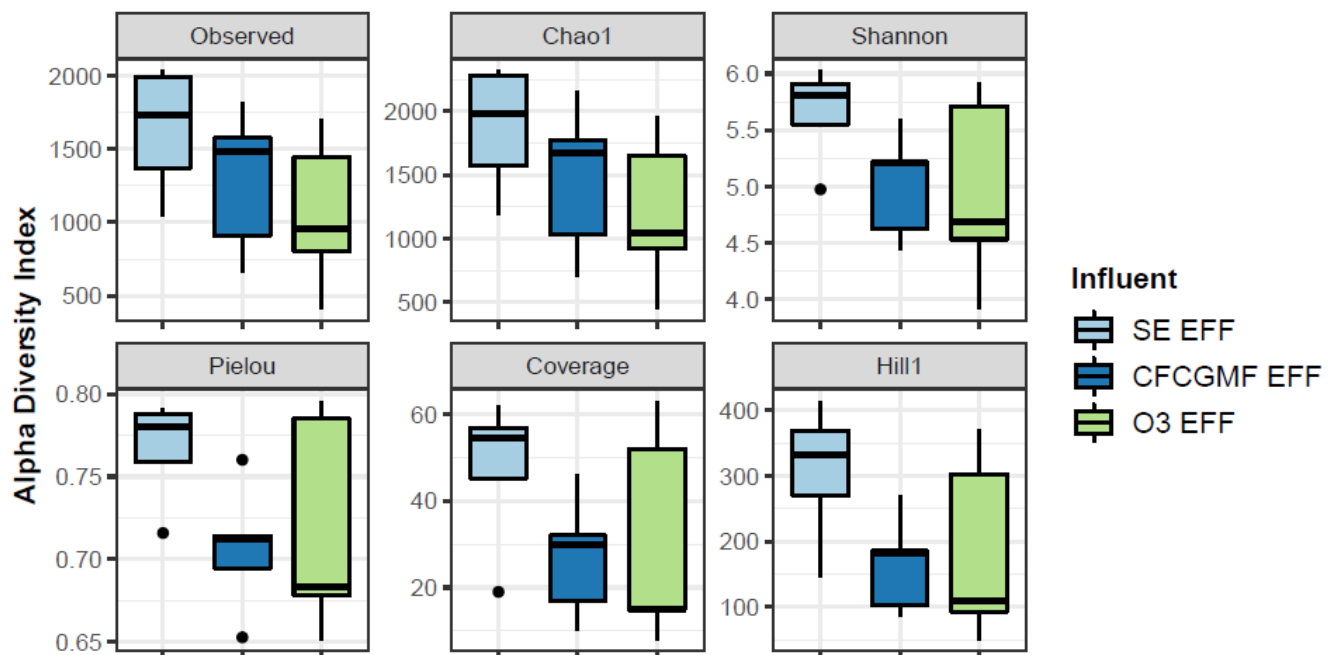 Observed
Chao1
Shannon
2000
1500
1000
500
2000
1500
1000
500
6.0
5.5
5.0
4.5
4.0
Alpha Diversity Index
Pielou
Coverage
Hill1
0.80
0.75
0.70
0.65
60
40
20
400
300
200
100
Influent
SE EFF
CFCGMF EFF
O3 EFF